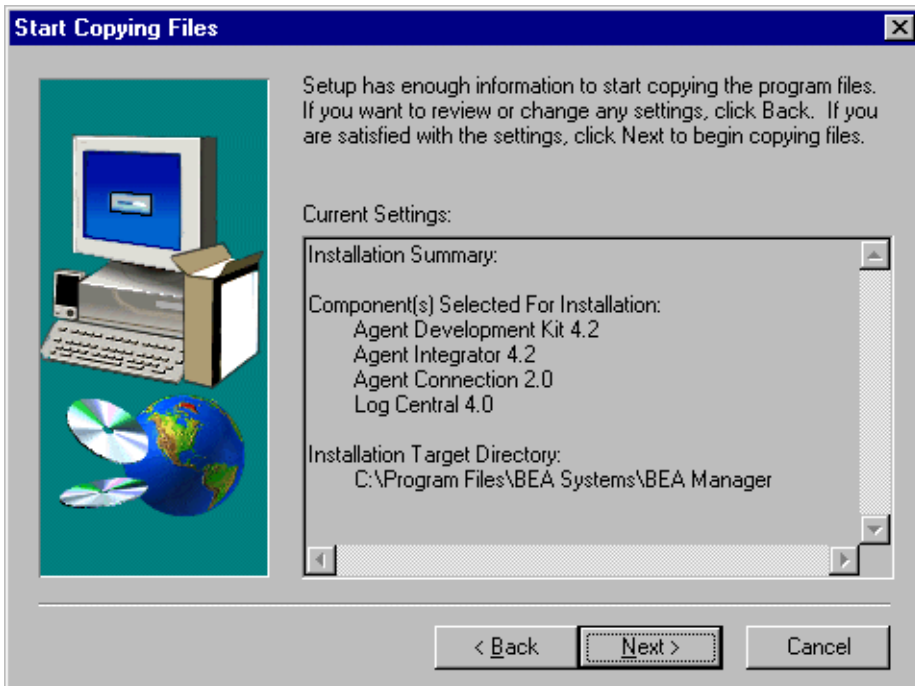 Start Copying Files
Setup has enough information to start copying the program files.
If you want to review or change any settings, click Back.  If you
are satisfied with the settings, click Next to begin copying files.
Current Settings:
Installation Summary:
Component(s) Selected For Installation:
Agent Development Kit 4.2
Agent Integrator 4.2
Agent Connection 2.0
Log Central 4.0
Installation Target Directory:
C:\Program Files\BEA Systems\BEA Manager
< Back
Next >
Cancel